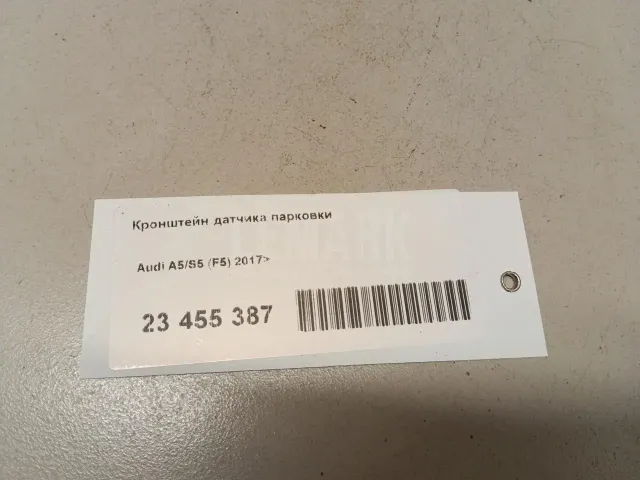 Кронштейн датчика парковки
Audi A5/S5 (F5) 2017>
23 455 387